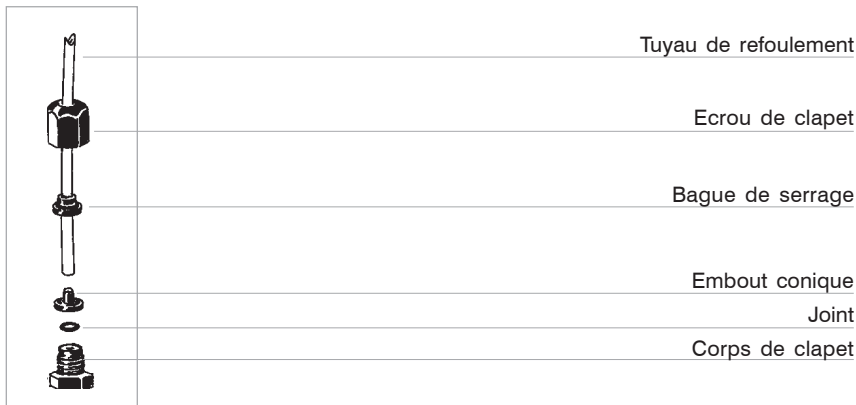 Tuyau de refoulement
Ecrou de clapet
Bague de serrage
Embout conique
Joint
Corps de clapet